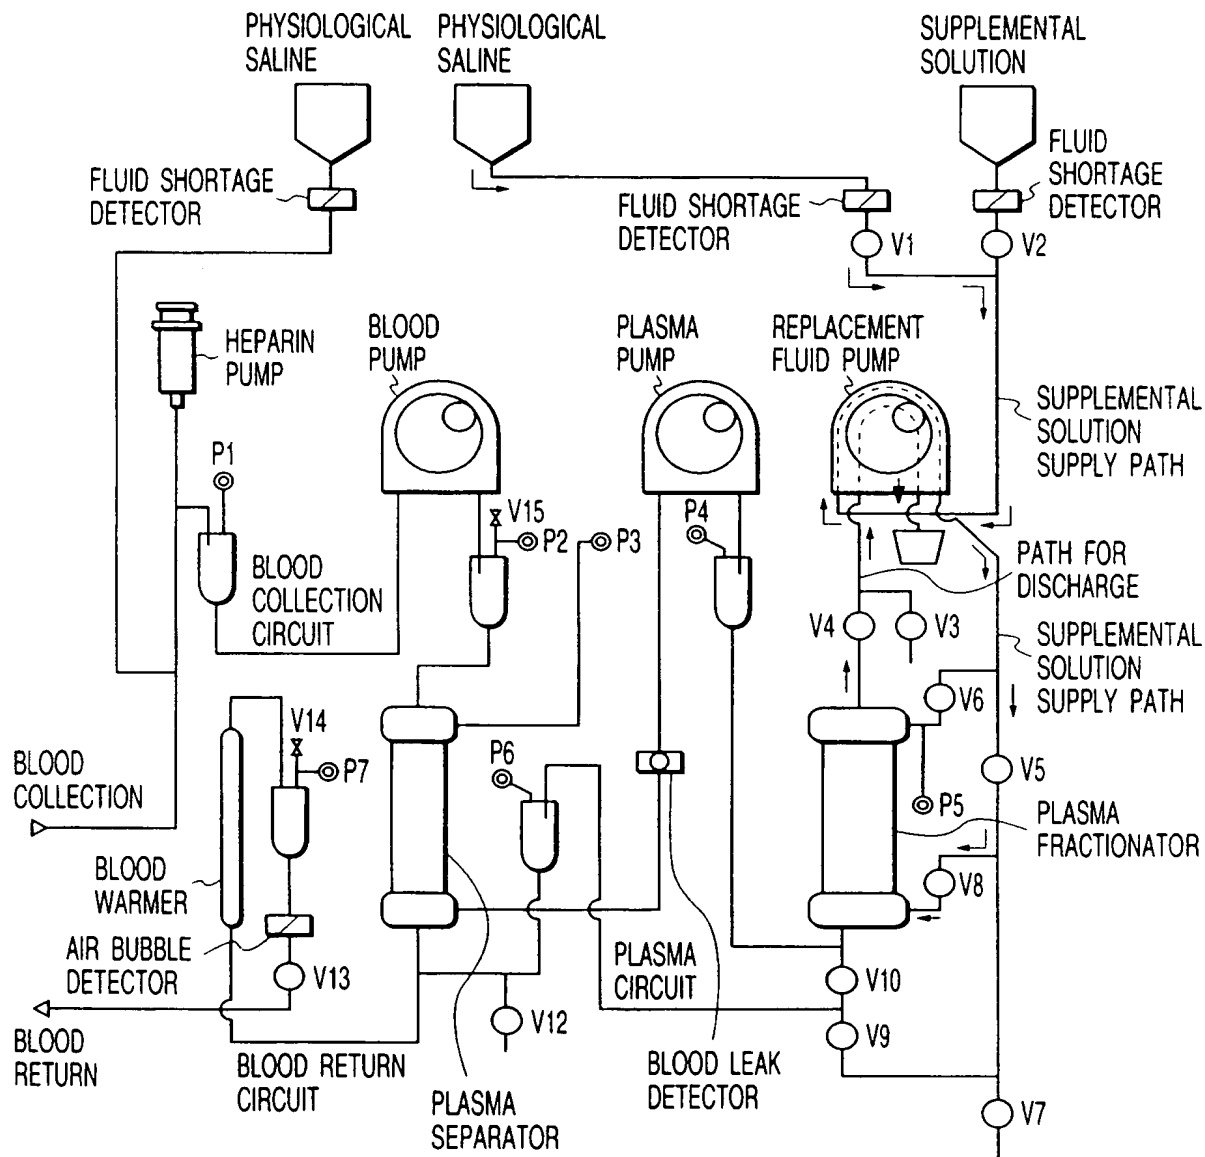 PHYSIOLOGICAL
SALINE
PHYSIOLOGICAL
SALINE
SUPPLEMENTAL
SOLUTION
FLUID SHORTAGE
DETECTOR
FLUID SHORTAGE
DETECTOR
FLUID
SHORTAGE
DETECTOR
V1
V2
HEPARIN
PUMP
BLOOD
PUMP
PLASMA
PUMP
REPLACEMENT
FLUID PUMP
SUPPLEMENTAL
SOLUTION
SUPPLY PATH
P1
V15
P2
P3
P4
BLOOD
COLLECTION
CIRCUIT
PATH FOR
DISCHARGE
V4
V3
SUPPLEMENTAL
SOLUTION
SUPPLY PATH
V6
V14
P7
P6
V5
P5
BLOOD
COLLECTION
PLASMA
FRACTIONATOR
BLOOD
WARMER
V8
AIR BUBBLE
DETECTOR
V13
PLASMA
CIRCUIT
V10
V12
V9
BLOOD
RETURN
BLOOD RETURN
CIRCUIT
PLASMA
SEPARATOR
BLOOD LEAK
DETECTOR
V7